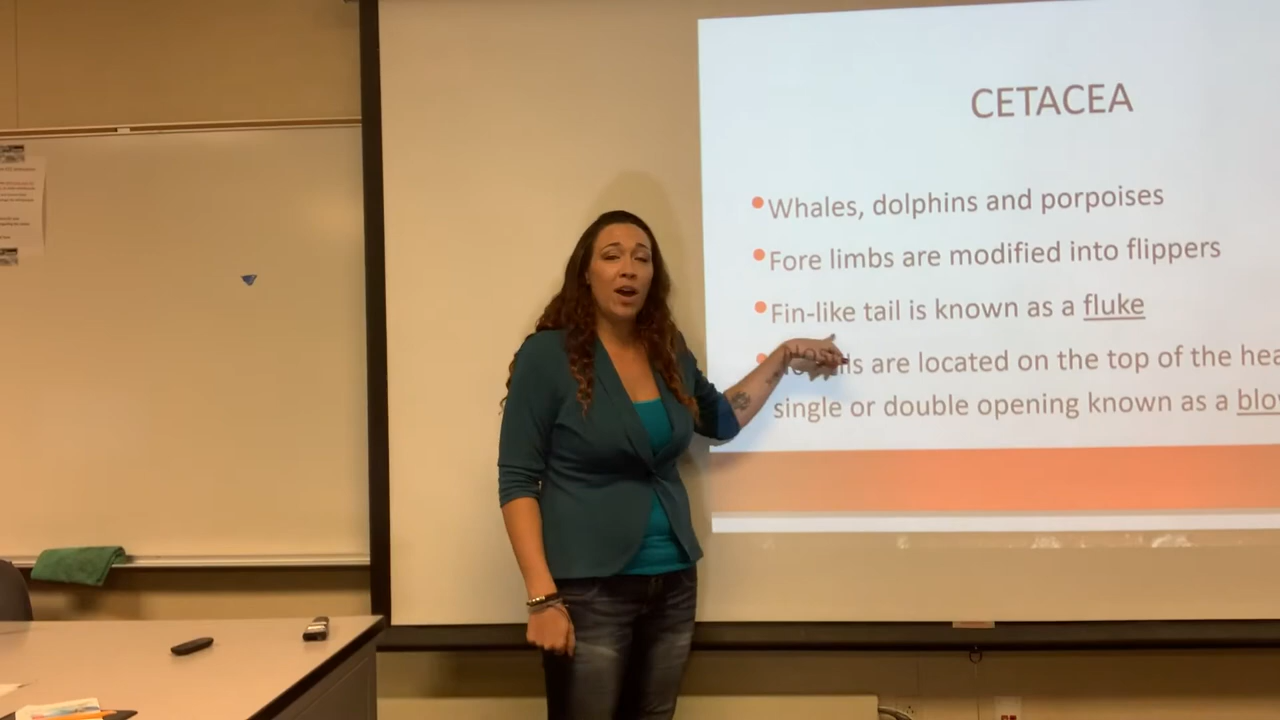 CETACEA
•Whales, dolphins and porpoises
•Fore limbs are modified into flippers
•Fin-like tail is known as a fluke
are located on the top of the
single or double opening known as a